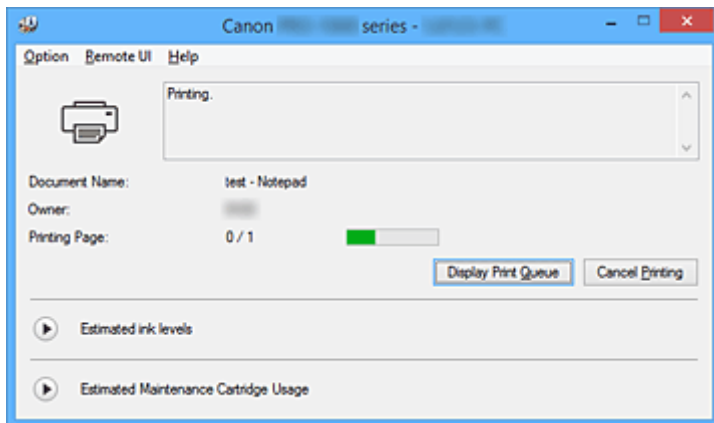 Canon series -
Option Remote UI Help
Printing.
Document Name: test - Notepad
Owner:
Printing Page: 0 / 1
Display Print Queue Cancel Printing
Estimated ink levels
Estimated Maintenance Cartridge Usage